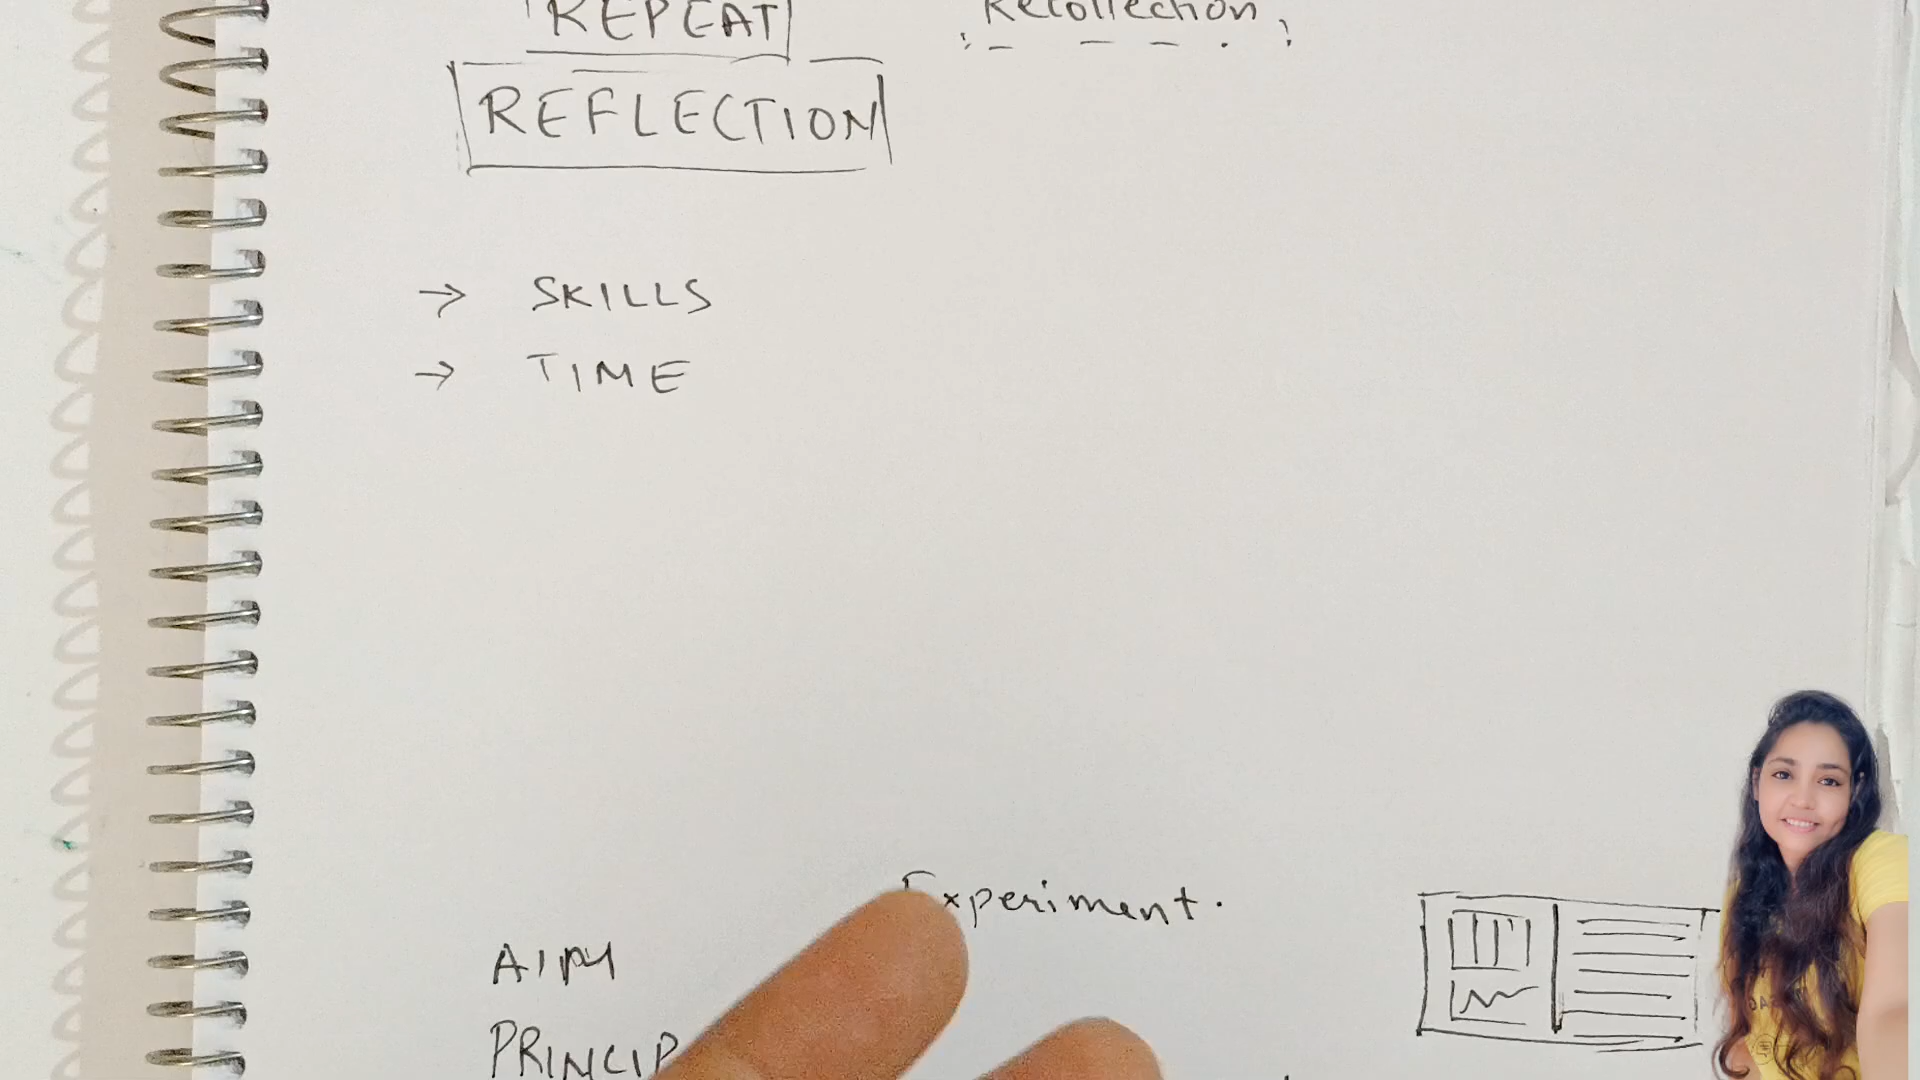 REPEAT
Recollection,
REFLECTION
→ SKILLS
→ TIME
Experiment.
AIM
PRINCIP